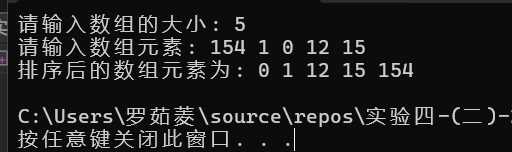 请输入数组的大小: 5
请输入数组元素: 154 1 0 12 15
排序后的数组元素为: 0 1 12 15 154
C:\Users\罗茹菱\source\repos\实验四-(二)-
按任意键关闭此窗口. . .